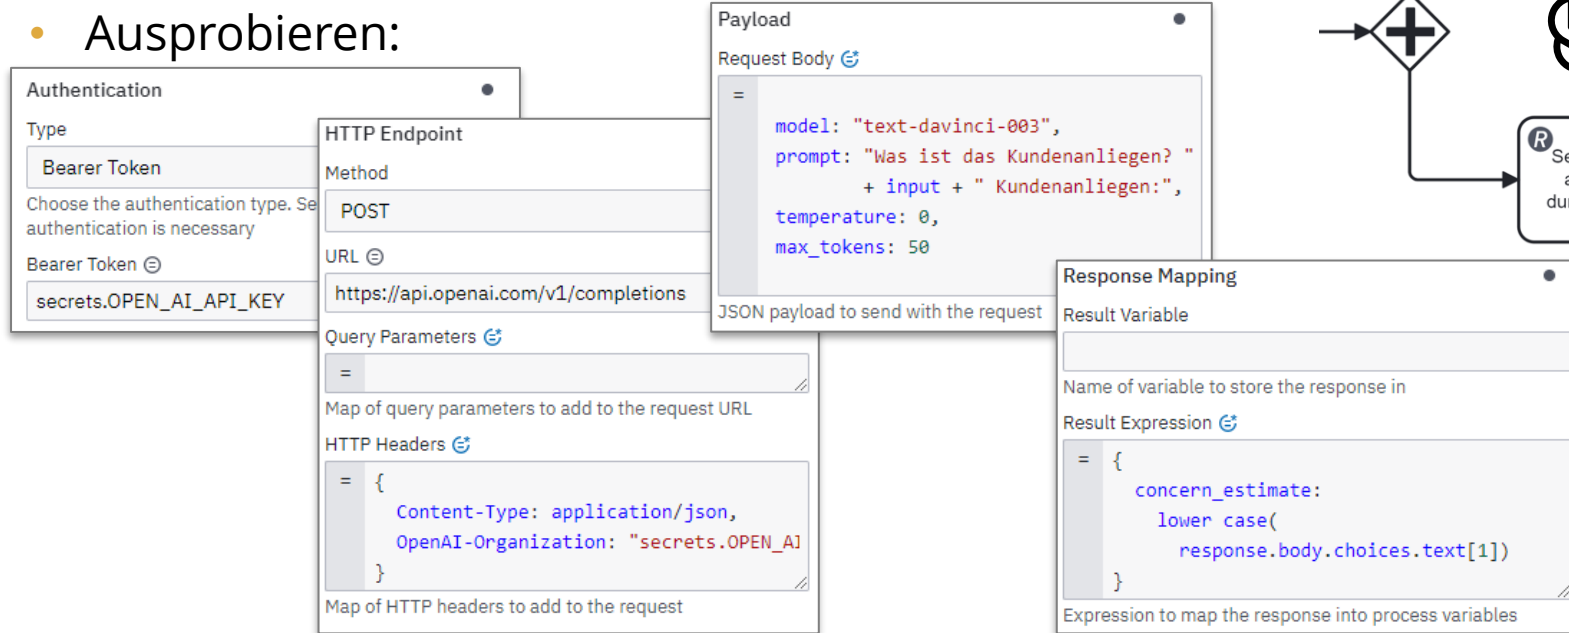 • Ausprobieren:
Authentication
Type
Bearer Token
Choose the authentication type. Se
authentication is necessary
Bearer Token
secrets.OPEN_AI_API_KEY
HTTP Endpoint
Method
POST
URL
https://api.openai.com/v1/completions
Query Parameters
=
Map of query parameters to add to the request URL
HTTP Headers
= {
Content-Type: application/json,
OpenAI-Organization: "secrets.OPEN_AI
}
Map of HTTP headers to add to the request
Payload
Request Body
=
model: "text-davinci-003",
prompt: "Was ist das Kundenanliegen? "
+ input + " Kundenanliegen:",
temperature: 0,
max_tokens: 50
JSON payload to send with the request
Response Mapping
Result Variable
Name of variable to store the response in
Result Expression
= {
concern_estimate:
lower case(
response.body.choices.text[1])
}
Expression to map the response into process variables
R
Se
a
du